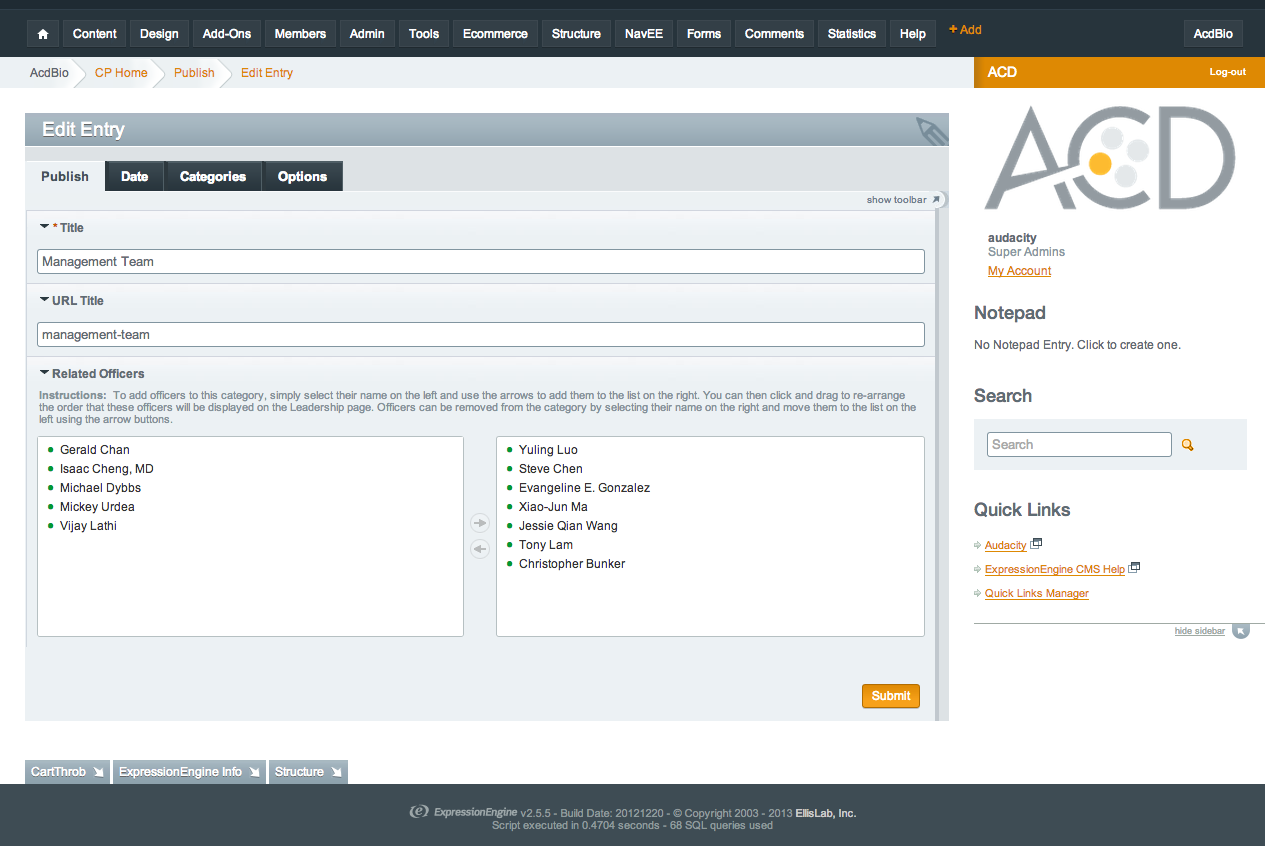 Content Design Add-Ons Members Admin Tools Ecommerce Structure NavEE Forms Comments Statistics Help + Add AcdBio
AcdBio CP Home Publish Edit Entry
ACD Log-out
Edit Entry
Publish Date Categories Options
show toolbar
* Title
Management Team
URL Title
management-team
Related Officers
Instructions: To add officers to this category, simply select their name on the left and use the arrows to add them to the list on the right. You can then click and drag to re-arrange
the order that these officers will be displayed on the Leadership page. Officers can be removed from the category by selecting their name on the right and move them to the list on the
left using the arrow buttons.
Gerald Chan
Isaac Cheng, MD
Michael Dybbs
Mickey Urdea
Vijay Lathi
Yuling Luo
Steve Chen
Evangeline E. Gonzalez
Xiao-Jun Ma
Jessie Qian Wang
Tony Lam
Christopher Bunker
Submit
ACD
audacity
Super Admins
My Account
Notepad
No Notepad Entry. Click to create one.
Search
Search
Quick Links
Audacity
ExpressionEngine CMS Help
Quick Links Manager
hide sidebar
CartThrob ExpressionEngine Info Structure
ExpressionEngine v2.5.5 - Build Date: 20121220 - © Copyright 2003 - 2013 EllisLab, Inc.
Script executed in 0.4704 seconds - 68 SQL queries used